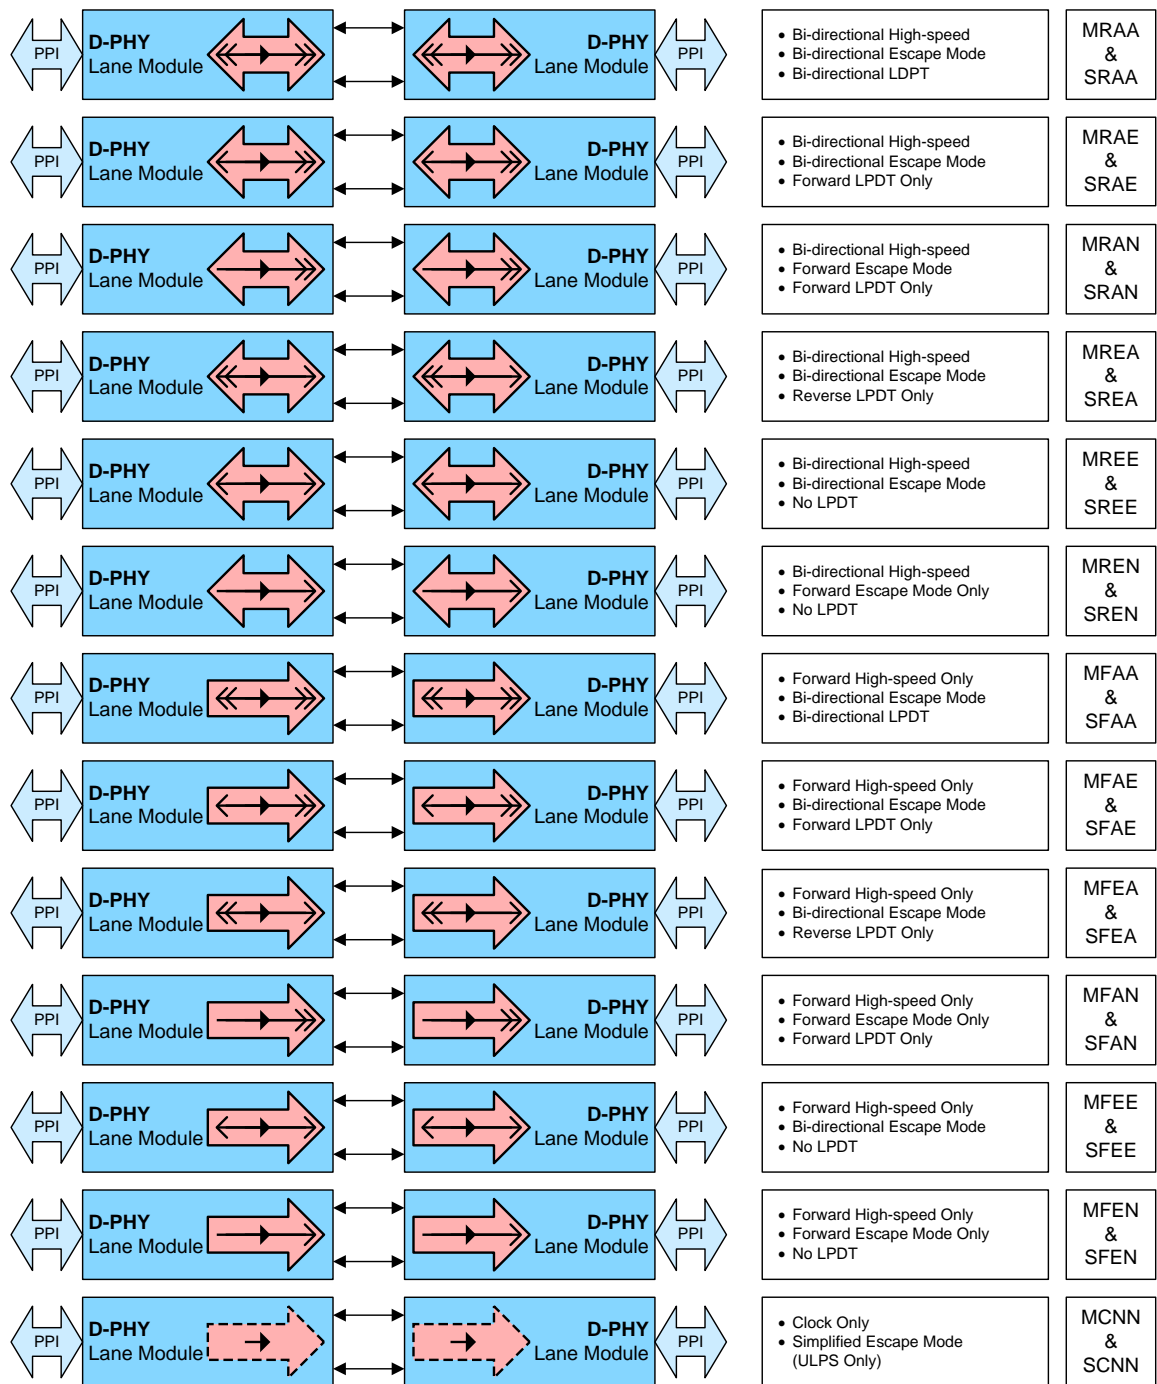 PPI D-PHY Lane Module D-PHY Lane Module PPI
• Bi-directional High-speed
• Bi-directional Escape Mode
• Bi-directional LDPT
MRAA
&
SRAA
PPI D-PHY Lane Module D-PHY Lane Module PPI
• Bi-directional High-speed
• Bi-directional Escape Mode
• Forward LPDT Only
MRAE
&
SRAE
PPI D-PHY Lane Module D-PHY Lane Module PPI
• Bi-directional High-speed
• Forward Escape Mode
• Forward LPDT Only
MRAN
&
SRAN
PPI D-PHY Lane Module D-PHY Lane Module PPI
• Bi-directional High-speed
• Bi-directional Escape Mode
• Reverse LPDT Only
MREA
&
SREA
PPI D-PHY Lane Module D-PHY Lane Module PPI
• Bi-directional High-speed
• Bi-directional Escape Mode
• No LPDT
MREE
&
SREE
PPI D-PHY Lane Module D-PHY Lane Module PPI
• Bi-directional High-speed
• Forward Escape Mode Only
• No LPDT
MREN
&
SREN
PPI D-PHY Lane Module D-PHY Lane Module PPI
• Forward High-speed Only
• Bi-directional Escape Mode
• Bi-directional LPDT
MFAA
&
SFAA
PPI D-PHY Lane Module D-PHY Lane Module PPI
• Forward High-speed Only
• Bi-directional Escape Mode
• Forward LPDT Only
MFAE
&
SFAE
PPI D-PHY Lane Module D-PHY Lane Module PPI
• Forward High-speed Only
• Bi-directional Escape Mode
• Reverse LPDT Only
MFEA
&
SFEA
PPI D-PHY Lane Module D-PHY Lane Module PPI
• Forward High-speed Only
• Forward Escape Mode Only
• Forward LPDT Only
MFAN
&
SFAN
PPI D-PHY Lane Module D-PHY Lane Module PPI
• Forward High-speed Only
• Bi-directional Escape Mode
• No LPDT
MFEE
&
SFEE
PPI D-PHY Lane Module D-PHY Lane Module PPI
• Forward High-speed Only
• Forward Escape Mode Only
• No LPDT
MFEN
&
SFEN
PPI D-PHY Lane Module D-PHY Lane Module PPI
• Clock Only
• Simplified Escape Mode
(ULPS Only)
MCNN
&
SCNN